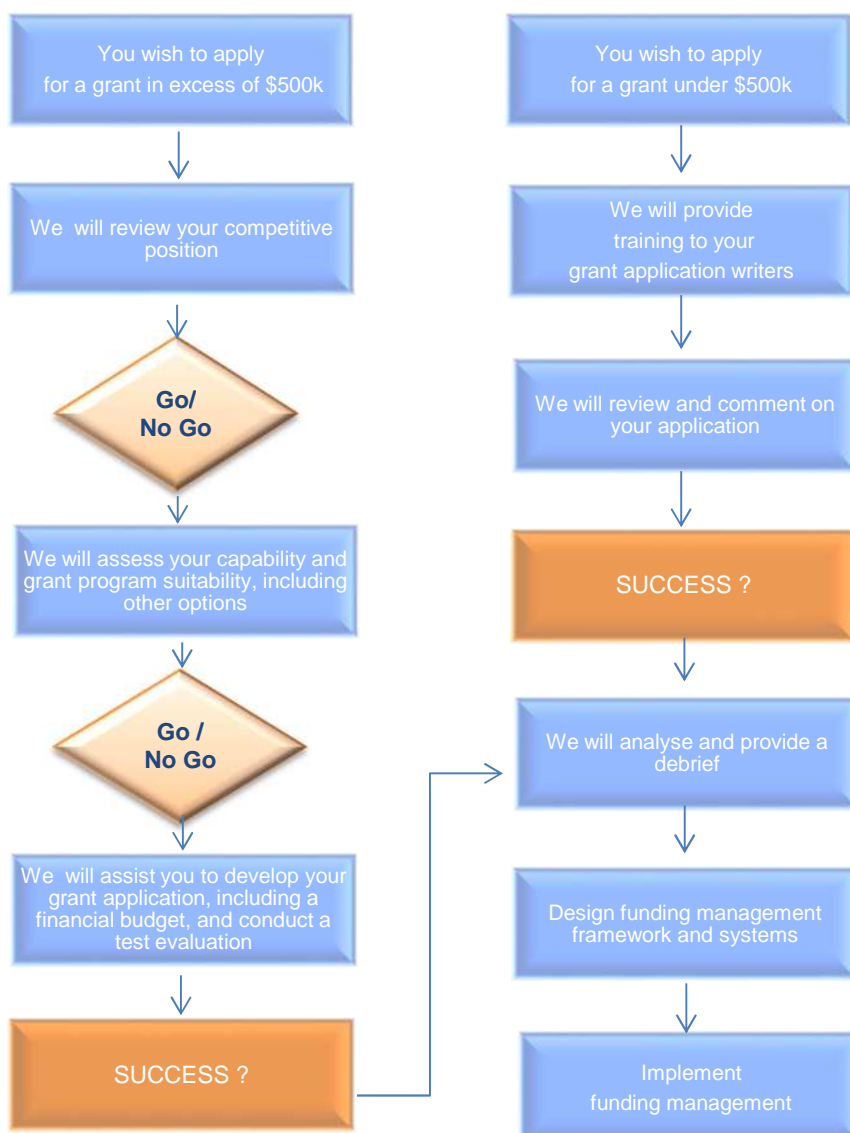 You wish to apply
for a grant in excess of $500k
We will review your competitive
position
Go/
No Go
We will assess your capability and
grant program suitability, including
other options
Go /
No Go
We will assist you to develop your
grant application, including a
financial budget, and conduct a
test evaluation
SUCCESS ?
You wish to apply
for a grant under $500k
We will provide
training to your
grant application writers
We will review and comment on
your application
SUCCESS ?
We will analyse and provide a
debrief
Design funding management
framework and systems
Implement
funding management